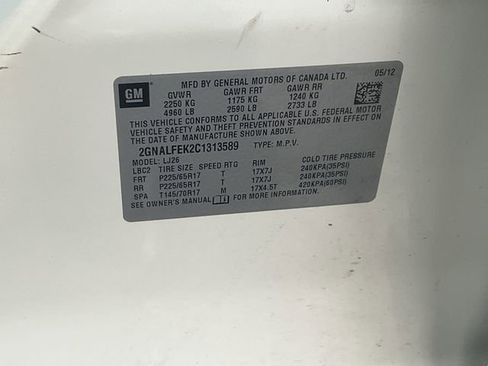 GM
MFD BY GENERAL MOTORS OF CANADA LTD. 05/12
GVWR GAWR FRT GAWR RR
2250 KG 1175 KG 1240 KG
4960 LB 2590 LB 2733 LB
THIS VEHICLE CONFORMS TO ALL APPLICABLE U.S. FEDERAL MOTOR
VEHICLE SAFETY, BUMPER, AND THEFT PREVENTION STANDARDS IN EFFECT ON
THE DATE OF MANUFACTURE SHOWN ABOVE.
2GNALFEK2C1313589 TYPE: M.P.V.
MODEL: LJ26
LBC2 TIRE SIZE SPEED RTG RIM COLD TIRE PRESSURE
FRT P225/65R17 T 17X7J 240KPA(35PSI)
RR P225/65R17 T 17X7J 240KPA(35PSI)
SPA T145/70R17 M 17X4.5T 420KPA(60PSI)
SEE OWNER'S MANUAL FOR MORE INFORMATION